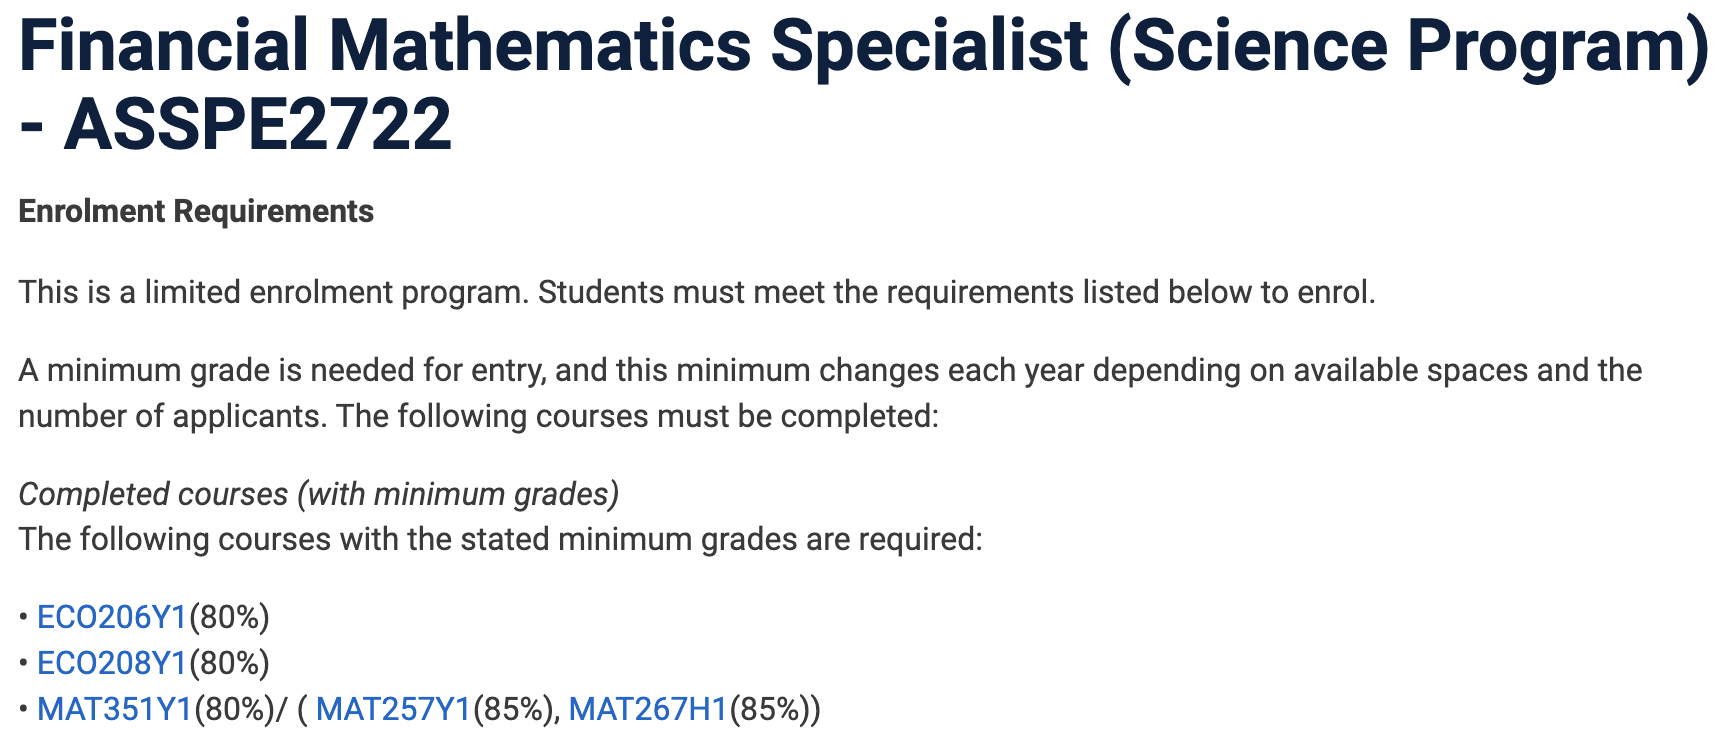 Financial Mathematics Specialist (Science Program)
- ASSPE2722
Enrolment Requirements
This is a limited enrolment program. Students must meet the requirements listed below to enrol.
A minimum grade is needed for entry, and this minimum changes each year depending on available spaces and the
number of applicants. The following courses must be completed:
Completed courses (with minimum grades)
The following courses with the stated minimum grades are required:
• ECO206Y1(80%)
• ECO208Y1(80%)
• MAT351Y1(80%)/ ( MAT257Y1(85%), MAT267H1(85%))